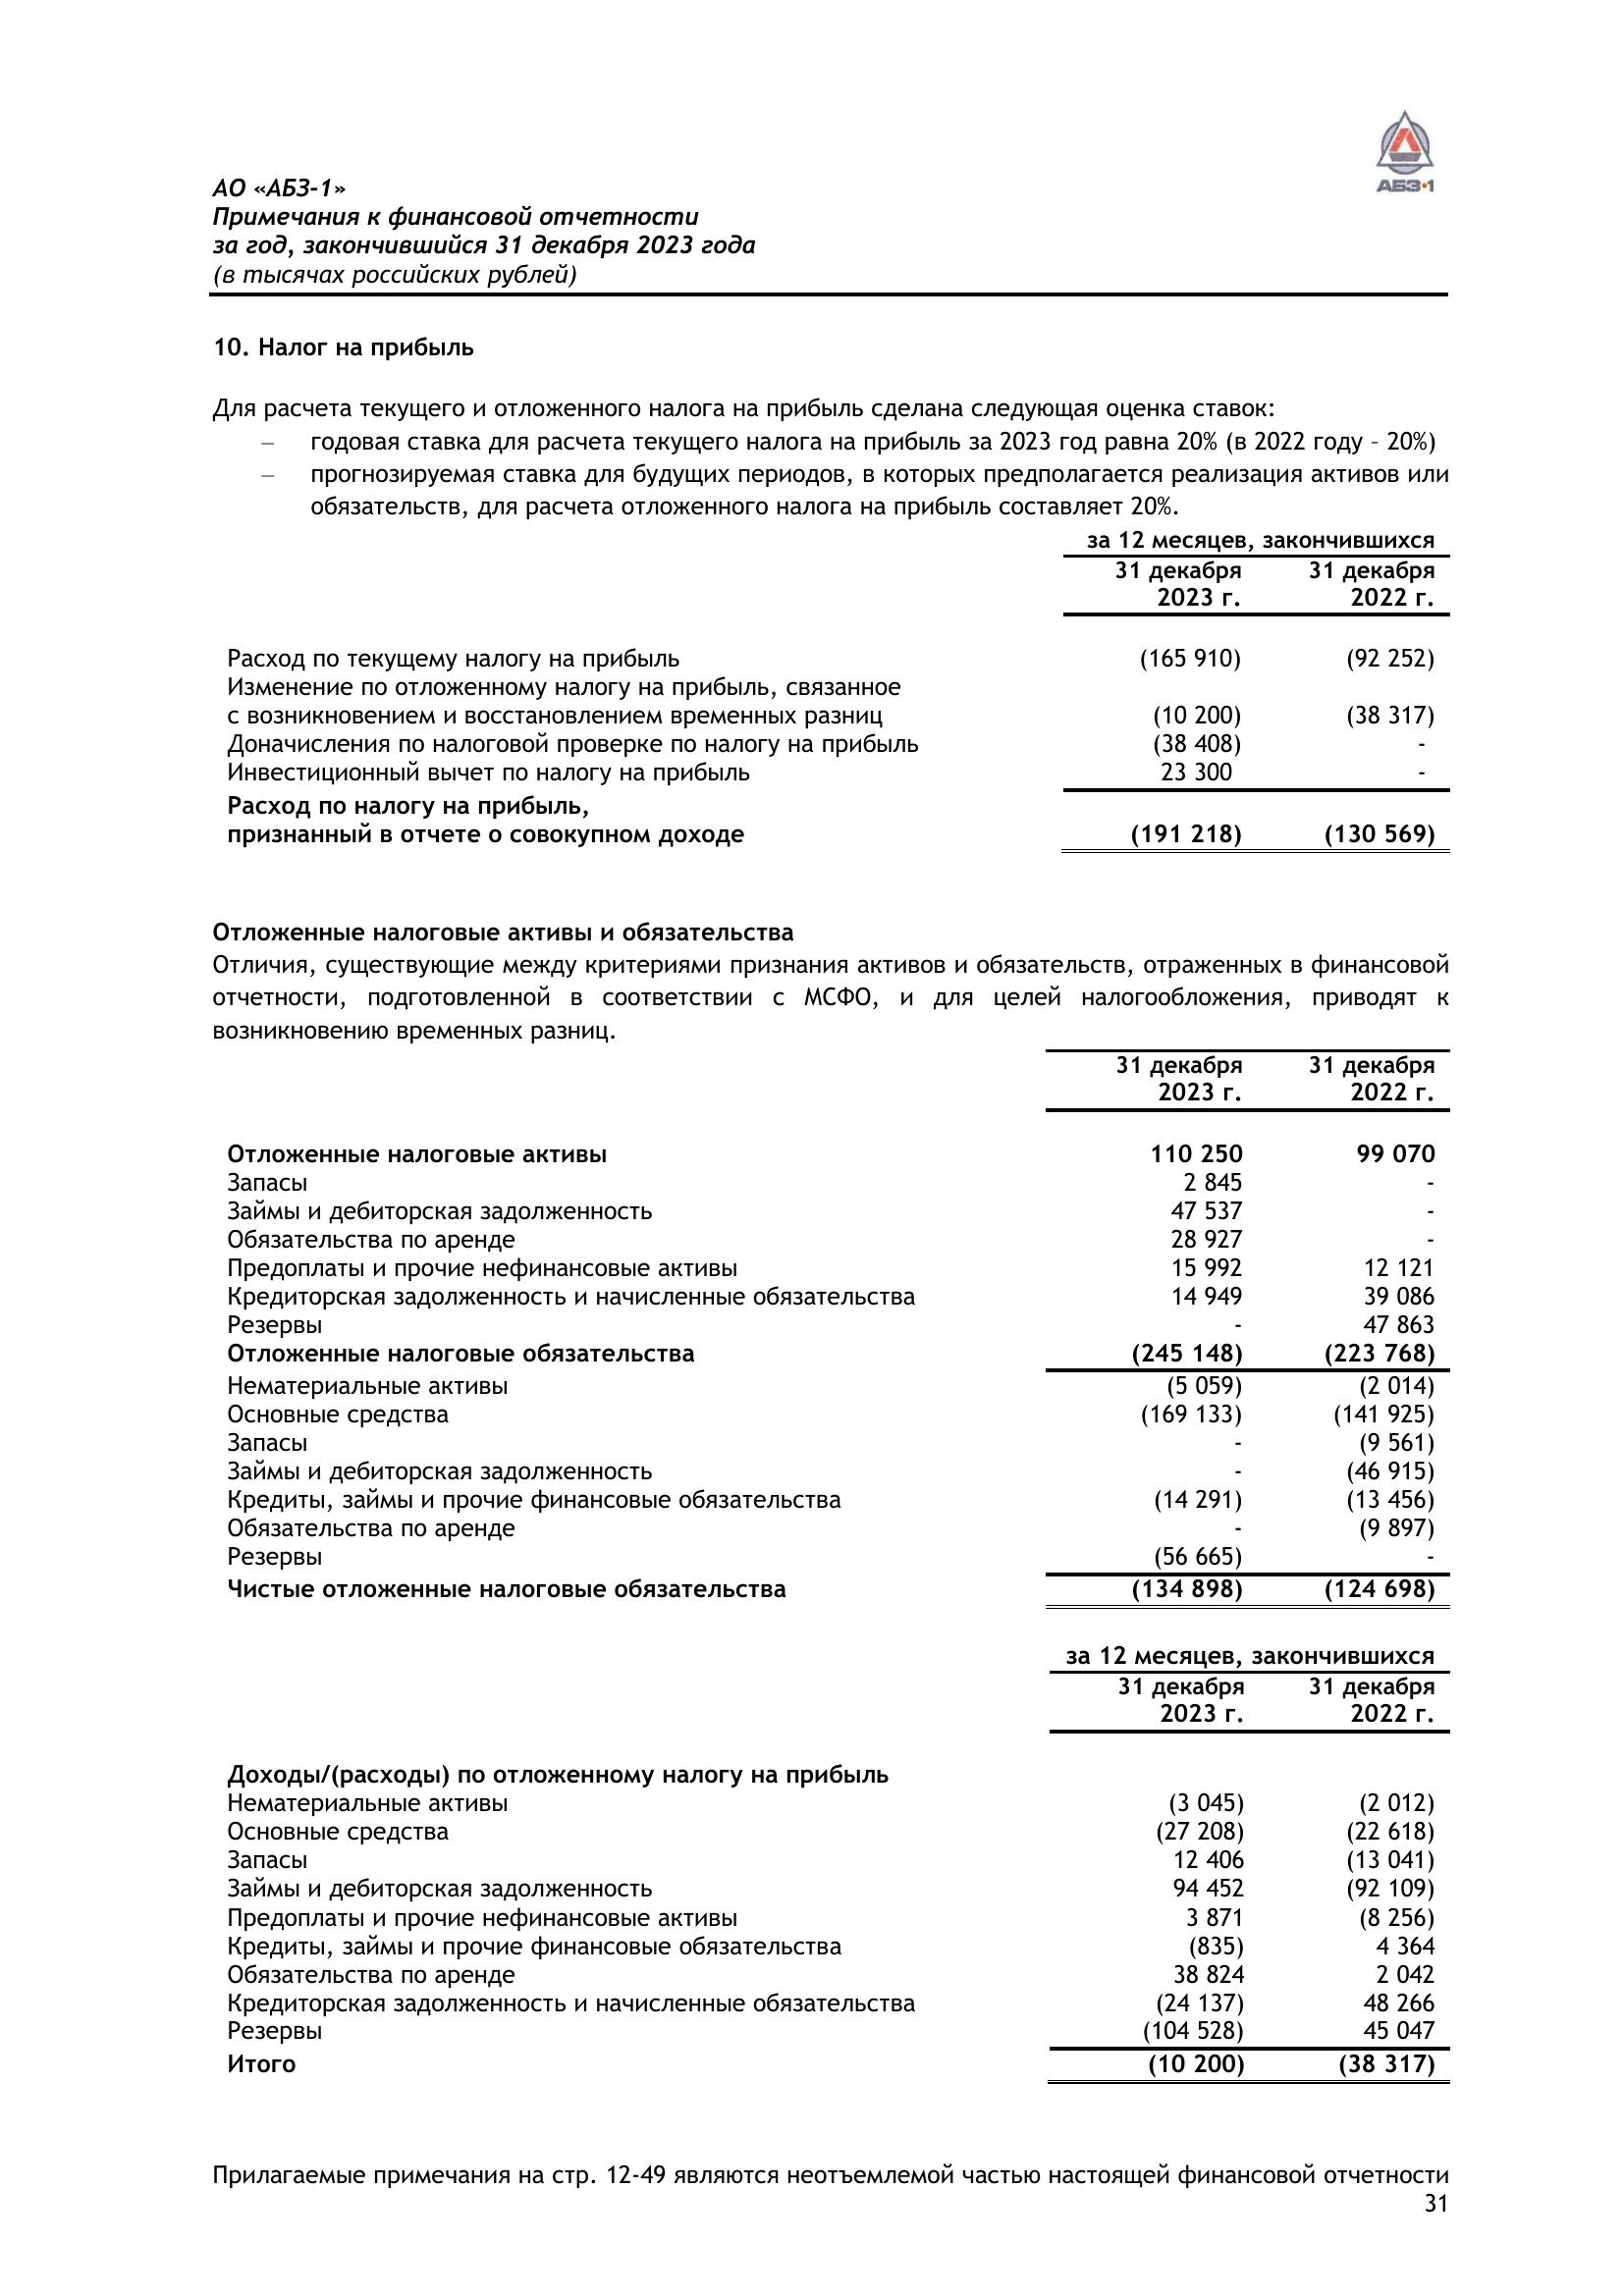 АБЗ•1
АО «АБЗ-1»
Примечания к финансовой отчетности
за год, закончившийся 31 декабря 2023 года
(в тысячах российских рублей)
10. Налог на прибыль
Для расчета текущего и отложенного налога на прибыль сделана следующая оценка ставок:
– годовая ставка для расчета текущего налога на прибыль за 2023 год равна 20% (в 2022 году – 20%)
– прогнозируемая ставка для будущих периодов, в которых предполагается реализация активов или
обязательств, для расчета отложенного налога на прибыль составляет 20%.
за 12 месяцев, закончившихся
31 декабря 31 декабря
2023 г. 2022 г.
Расход по текущему налогу на прибыль (165 910) (92 252)
Изменение по отложенному налогу на прибыль, связанное
с возникновением и восстановлением временных разниц (10 200) (38 317)
Доначисления по налоговой проверке по налогу на прибыль (38 408) -
Инвестиционный вычет по налогу на прибыль 23 300 -
Расход по налогу на прибыль,
признанный в отчете о совокупном доходе (191 218) (130 569)
Отложенные налоговые активы и обязательства
Отличия, существующие между критериями признания активов и обязательств, отраженных в финансовой
отчетности, подготовленной в соответствии с МСФО, и для целей налогообложения, приводят к
возникновению временных разниц.
31 декабря 31 декабря
2023 г. 2022 г.
Отложенные налоговые активы 110 250 99 070
Запасы 2 845 -
Займы и дебиторская задолженность 47 537 -
Обязательства по аренде 28 927 -
Предоплаты и прочие нефинансовые активы 15 992 12 121
Кредиторская задолженность и начисленные обязательства 14 949 39 086
Резервы - 47 863
Отложенные налоговые обязательства (245 148) (223 768)
Нематериальные активы (5 059) (2 014)
Основные средства (169 133) (141 925)
Запасы - (9 561)
Займы и дебиторская задолженность - (46 915)
Кредиты, займы и прочие финансовые обязательства (14 291) (13 456)
Обязательства по аренде - (9 897)
Резервы (56 665) -
Чистые отложенные налоговые обязательства (134 898) (124 698)
за 12 месяцев, закончившихся
31 декабря 31 декабря
2023 г. 2022 г.
Доходы/(расходы) по отложенному налогу на прибыль
Нематериальные активы (3 045) (2 012)
Основные средства (27 208) (22 618)
Запасы 12 406 (13 041)
Займы и дебиторская задолженность 94 452 (92 109)
Предоплаты и прочие нефинансовые активы 3 871 (8 256)
Кредиты, займы и прочие финансовые обязательства (835) 4 364
Обязательства по аренде 38 824 2 042
Кредиторская задолженность и начисленные обязательства (24 137) 48 266
Резервы (104 528) 45 047
Итого (10 200) (38 317)
Прилагаемые примечания на стр. 12-49 являются неотъемлемой частью настоящей финансовой отчетности
31